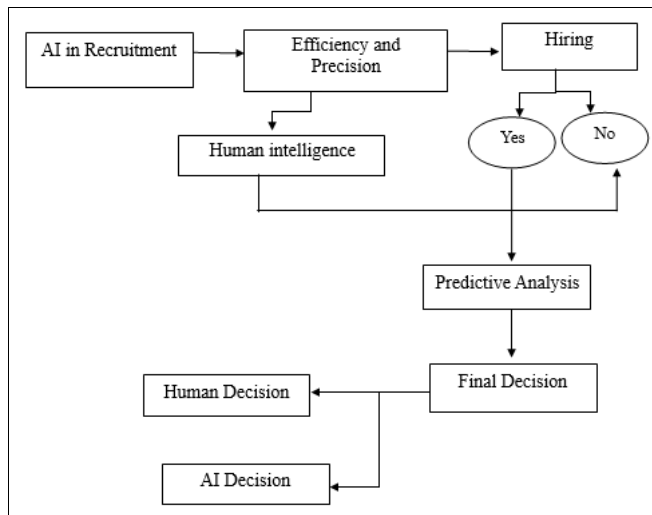 AI in Recruitment
Efficiency and
Precision
Hiring
Human intelligence
Yes
No
Predictive Analysis
Final Decision
Human Decision
AI Decision